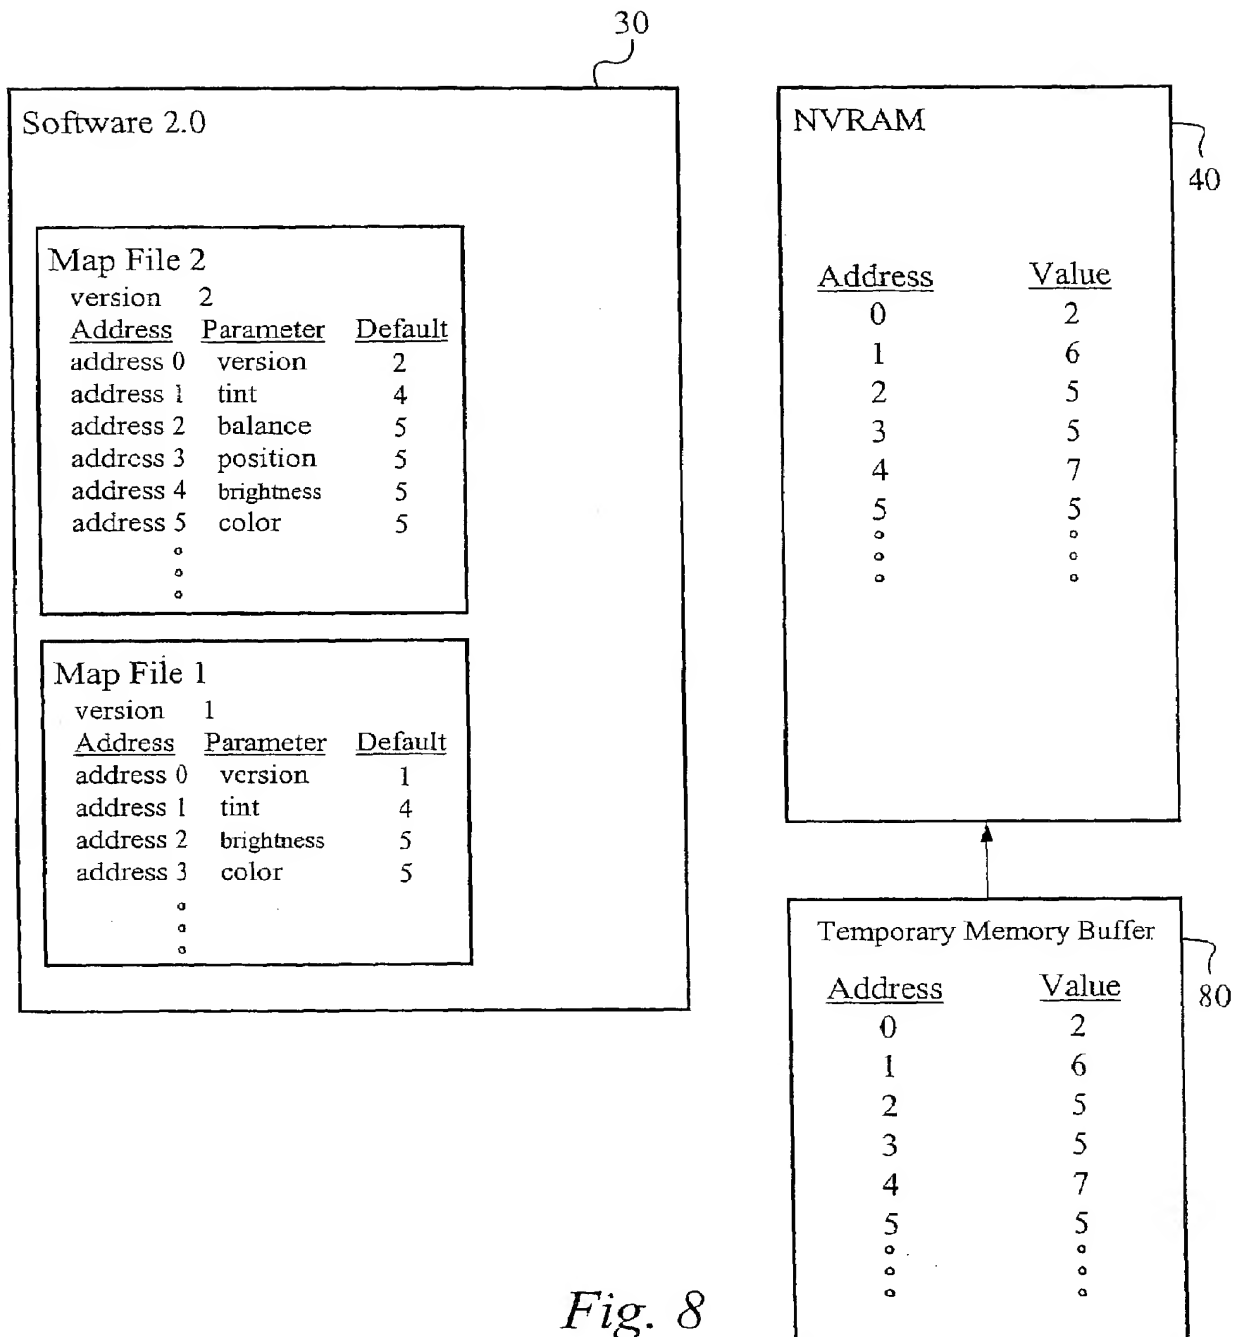 30
Software 2.0
Map File 2
version 2
Address Parameter Default
address 0 version 2
address 1 tint 4
address 2 balance 5
address 3 position 5
address 4 brightness 5
address 5 color 5
Map File 1
version 1
Address Parameter Default
address 0 version 1
address 1 tint 4
address 2 brightness 5
address 3 color 5
NVRAM
40
Address Value
0 2
1 6
2 5
3 5
4 7
5 5
Temporary Memory Buffer
80
Address Value
0 2
1 6
2 5
3 5
4 7
5 5
Fig. 8